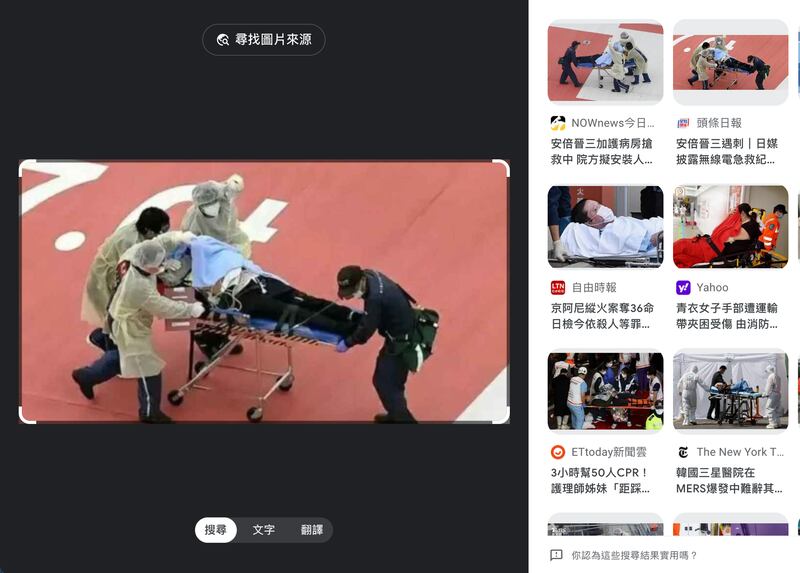 尋找圖片來源
搜尋
文字
翻譯
NOWnews今日...
安倍晉三加護病房搶
救中 院方擬安裝人...
頭條日報
安倍晉三遇刺｜日媒
披露無線電急救紀...
LTN
自由時報
京阿尼縱火案奪36命
日檢今依殺人等罪...
Yahoo
青衣女子手部遭運輸
帶夾困受傷 由消防...
ETtoday新聞雲
3小時幫50人CPR！
護理師姊妹「距踩...
The New York T...
韓國三星醫院在
MERS爆發中難辭其...
你認為這些搜尋結果實用嗎？